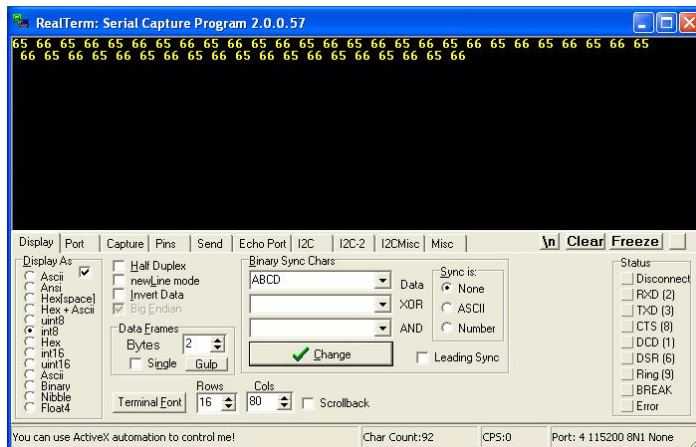 RealTerm: Serial Capture Program 2.0.0.57
65 66 65 66 65 66 65 66 65 66 65 66 65 66 65 66 65 66 65 66 65 66 65 66 65 66 65
66 65 66 65 66 65 66 65 66 65 66 65 66 65 66 65 66 65 66
Display Port Capture Pins Send Echo Port I2C I2C-2 I2CMisc Misc \n Clear Freeze
Display As
Ascii
Ansi
Hex[space]
Hex + Ascii
uint8
int8
Hex
int16
uint16
Ascii
Binary
Nibble
Float4
Half Duplex
newLine mode
Invert Data
Big Endian
Data Frames
Bytes 2
Single Gulp
Terminal Font
Rows
16
Cols
80
Scrollback
Binary Sync Chars
ABCD
Data
XOR
AND
Change
Sync is:
None
ASCII
Number
Leading Sync
Status
Disconnect
RXD (2)
TXD (3)
CTS (8)
DCD (1)
DSR (6)
Ring (9)
BREAK
Error
You can use ActiveX automation to control me! Char Count:92 CPS:0 Port: 4 115200 8N1 None